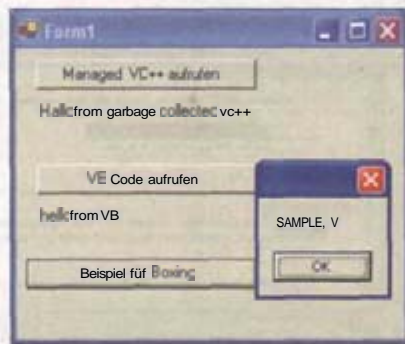 Form1
Managed VC++ aufrufen
Hallo from garbage collected vc++
VB Code aufrufen
hello from VB
SAMPLE, V
OK
Beispiel füf Boxing